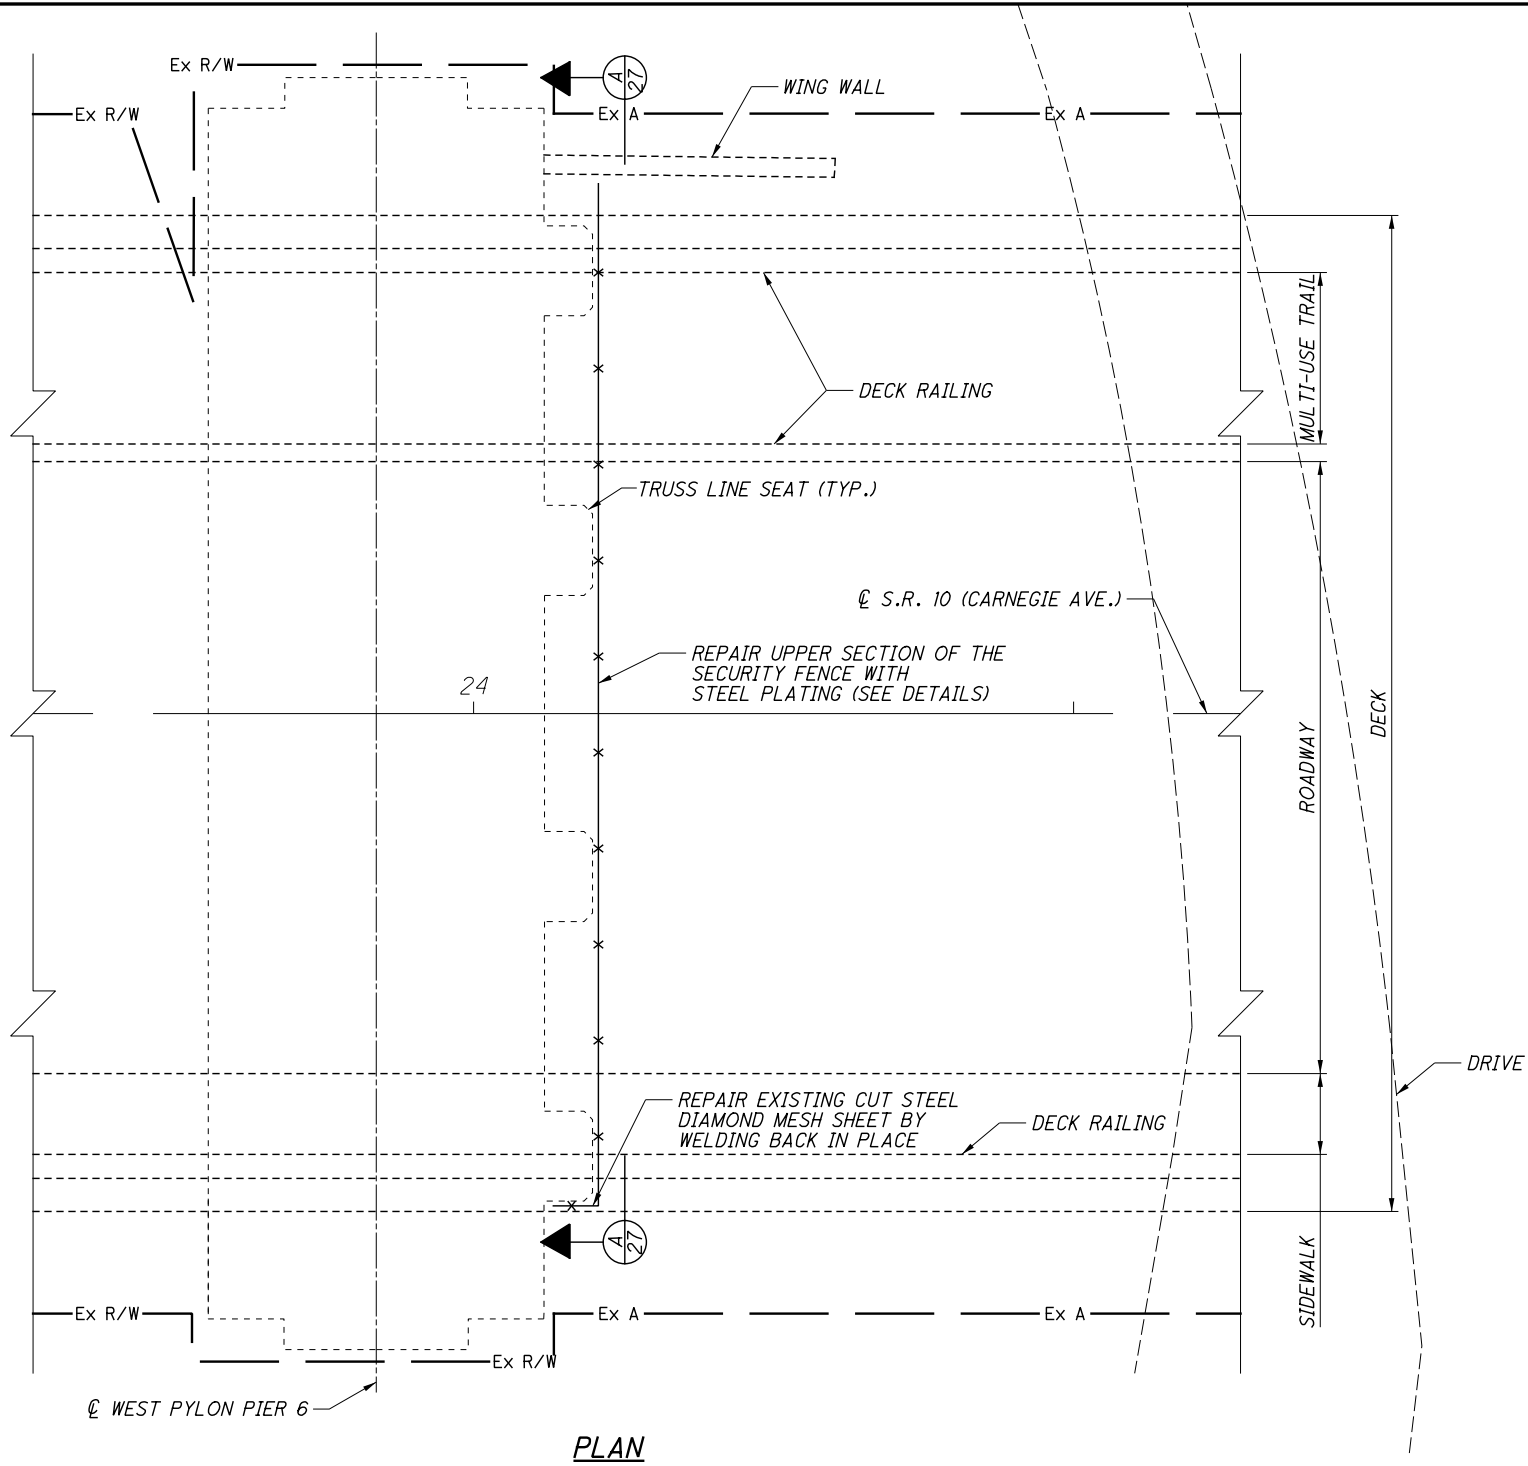 Ex R/W
A
27
WING WALL
Ex R/W
Ex A
Ex A
MULTI-USE TRAIL
DECK RAILING
TRUSS LINE SEAT (TYP.)
℄ S.R. 10 (CARNEGIE AVE.)
REPAIR UPPER SECTION OF THE
SECURITY FENCE WITH
STEEL PLATING (SEE DETAILS)
24
DECK
ROADWAY
DRIVE
REPAIR EXISTING CUT STEEL
DIAMOND MESH SHEET BY
WELDING BACK IN PLACE
DECK RAILING
A
27
SIDEWALK
Ex R/W
Ex A
Ex A
Ex R/W
℄ WEST PYLON PIER 6
PLAN